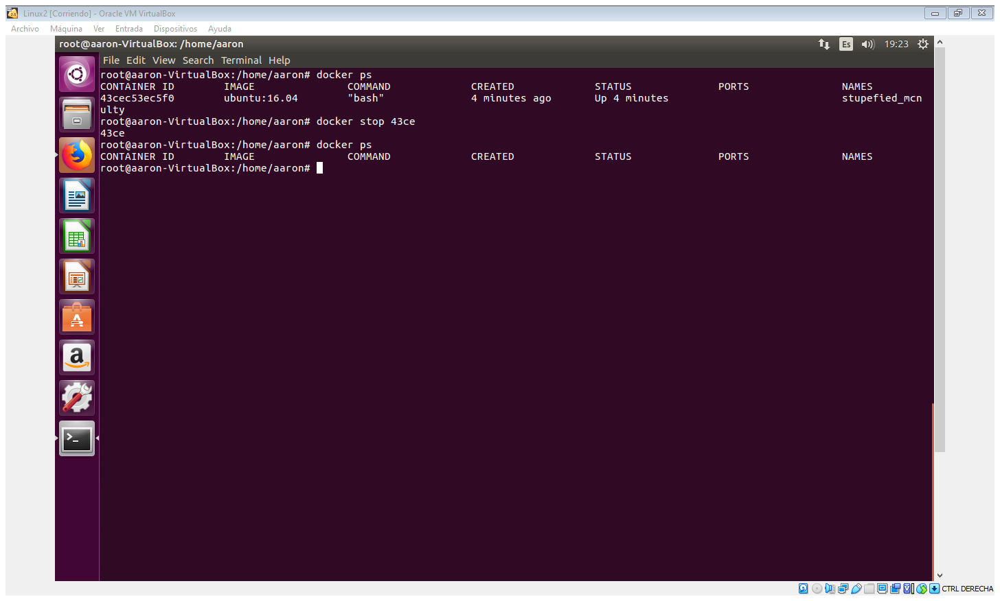 Linux2 [Corriendo] - Oracle VM VirtualBox
Archivo Máquina Ver Entrada Dispositivos Ayuda
root@aaron-VirtualBox: /home/aaron Es 19:23
File Edit View Search Terminal Help
root@aaron-VirtualBox:/home/aaron# docker ps
CONTAINER ID IMAGE COMMAND CREATED STATUS PORTS NAMES
43cec53ec5f0 ubuntu:16.04 "bash" 4 minutes ago Up 4 minutes stupefied_mcn
ulty
root@aaron-VirtualBox:/home/aaron# docker stop 43ce
43ce
root@aaron-VirtualBox:/home/aaron# docker ps
CONTAINER ID IMAGE COMMAND CREATED STATUS PORTS NAMES
root@aaron-VirtualBox:/home/aaron#
CTRL DERECHA